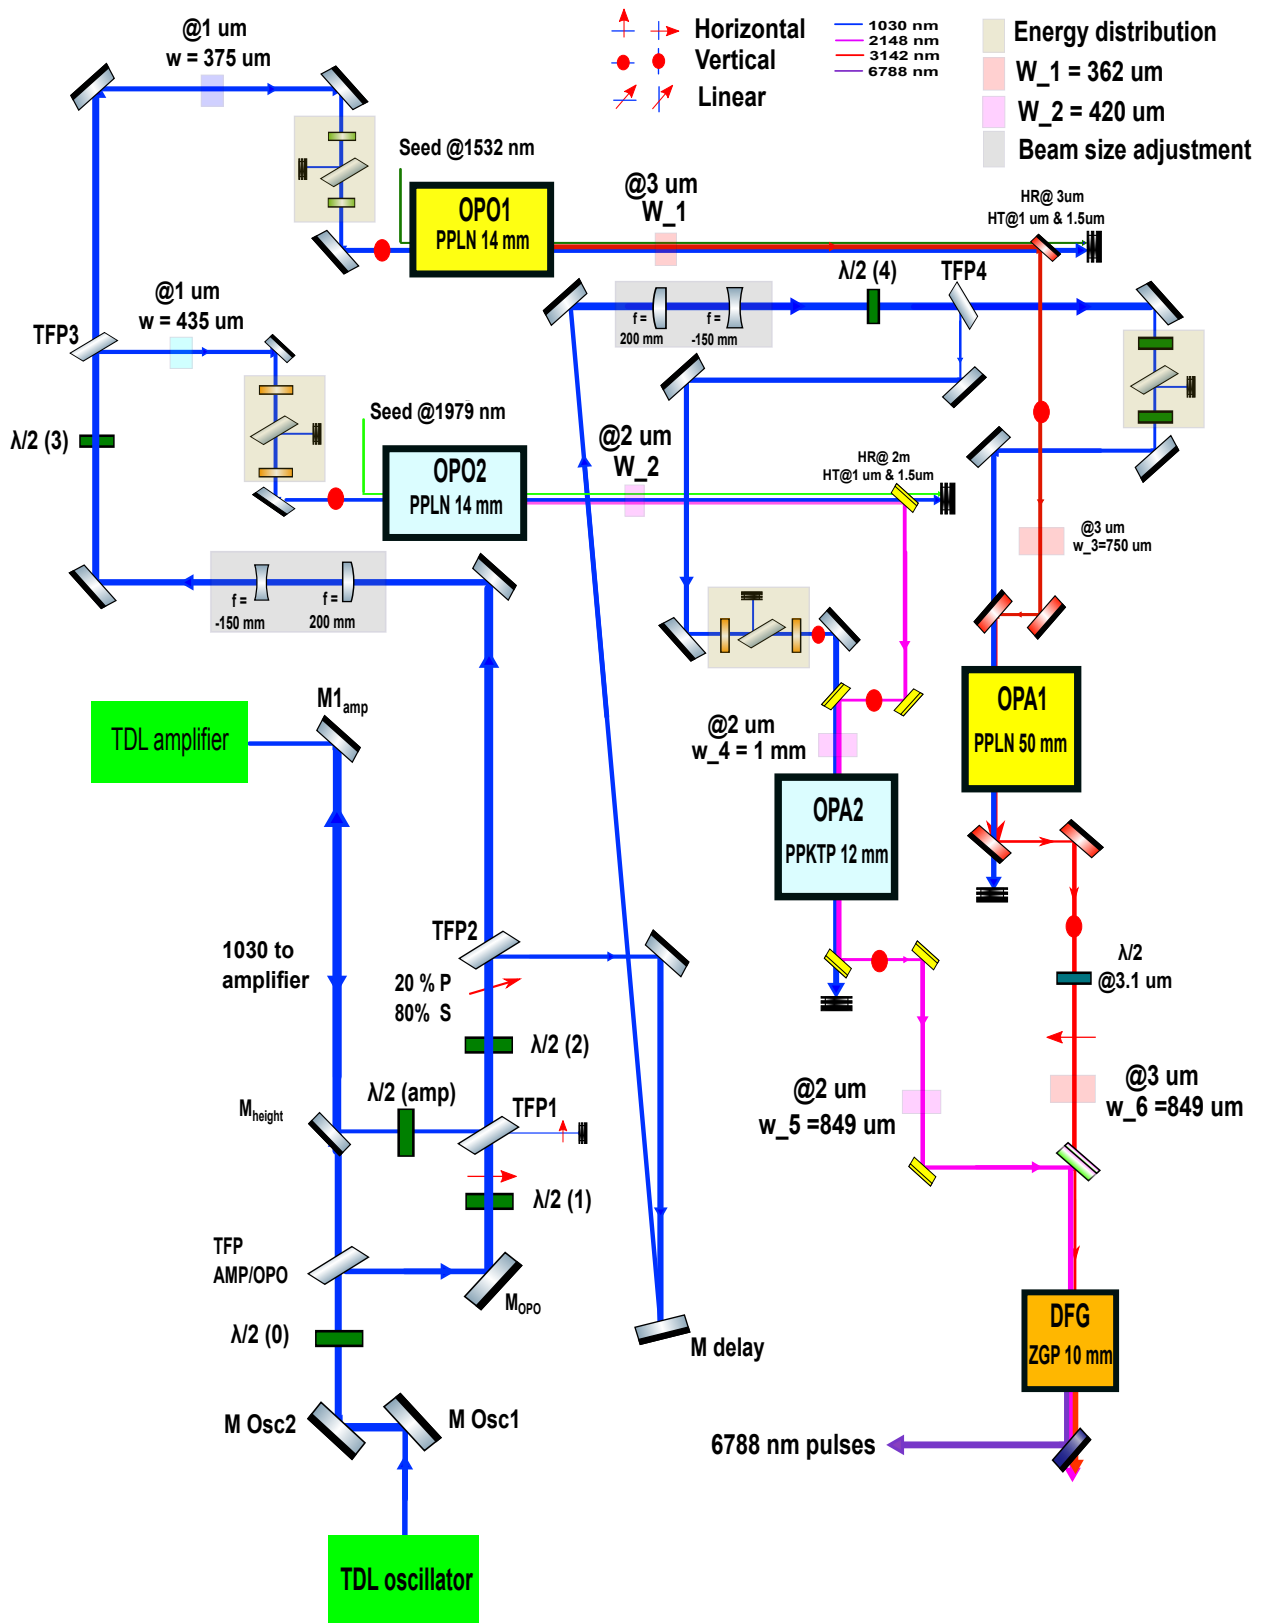 @1 um
w = 375 um
Horizontal
Vertical
Linear
1030 nm
2148 nm
3142 nm
6788 nm
Energy distribution
W_1 = 362 um
W_2 = 420 um
Beam size adjustment
Seed @1532 nm
OPO1
PPLN 14 mm
@3 um
W_1
HR@ 3um
HT@1 um & 1.5um
λ/2 (4)
TFP4
f =
200 mm
f =
-150 mm
@1 um
w = 435 um
TFP3
λ/2 (3)
Seed @1979 nm
OPO2
PPLN 14 mm
@2 um
W_2
HR@ 2m
HT@1 um & 1.5um
@3 um
w_3=750 um
f =
-150 mm
f =
200 mm
M1amp
TDL amplifier
OPA1
PPLN 50 mm
@2 um
w_4 = 1 mm
OPA2
PPKTP 12 mm
TFP2
1030 to
amplifier
20 % P
80% S
λ/2
@3.1 um
λ/2 (2)
λ/2 (amp)
Mheight
TFP1
@2 um
w_5 =849 um
@3 um
w_6 =849 um
λ/2 (1)
TFP
AMP/OPO
MOPO
λ/2 (0)
M delay
DFG
ZGP 10 mm
M Osc2
M Osc1
6788 nm pulses
TDL oscillator